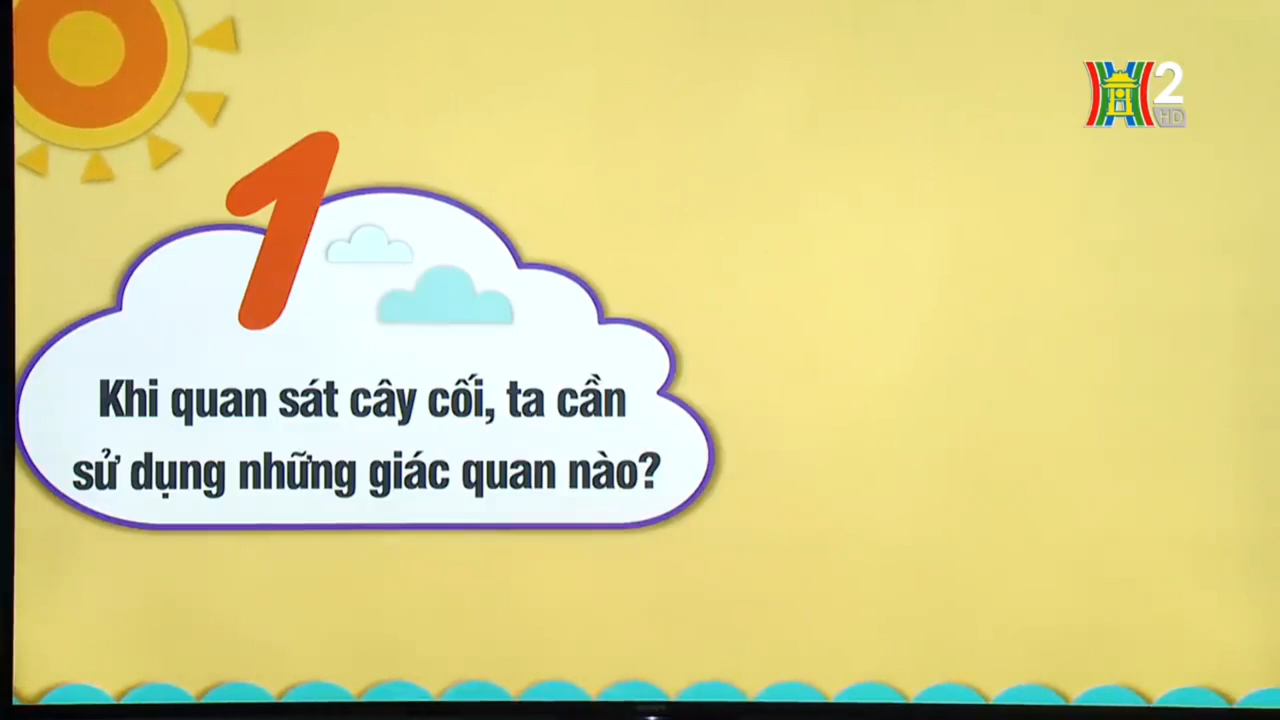 2
HD
1
Khi quan sát cây cối, ta cần
sử dụng những giác quan nào?